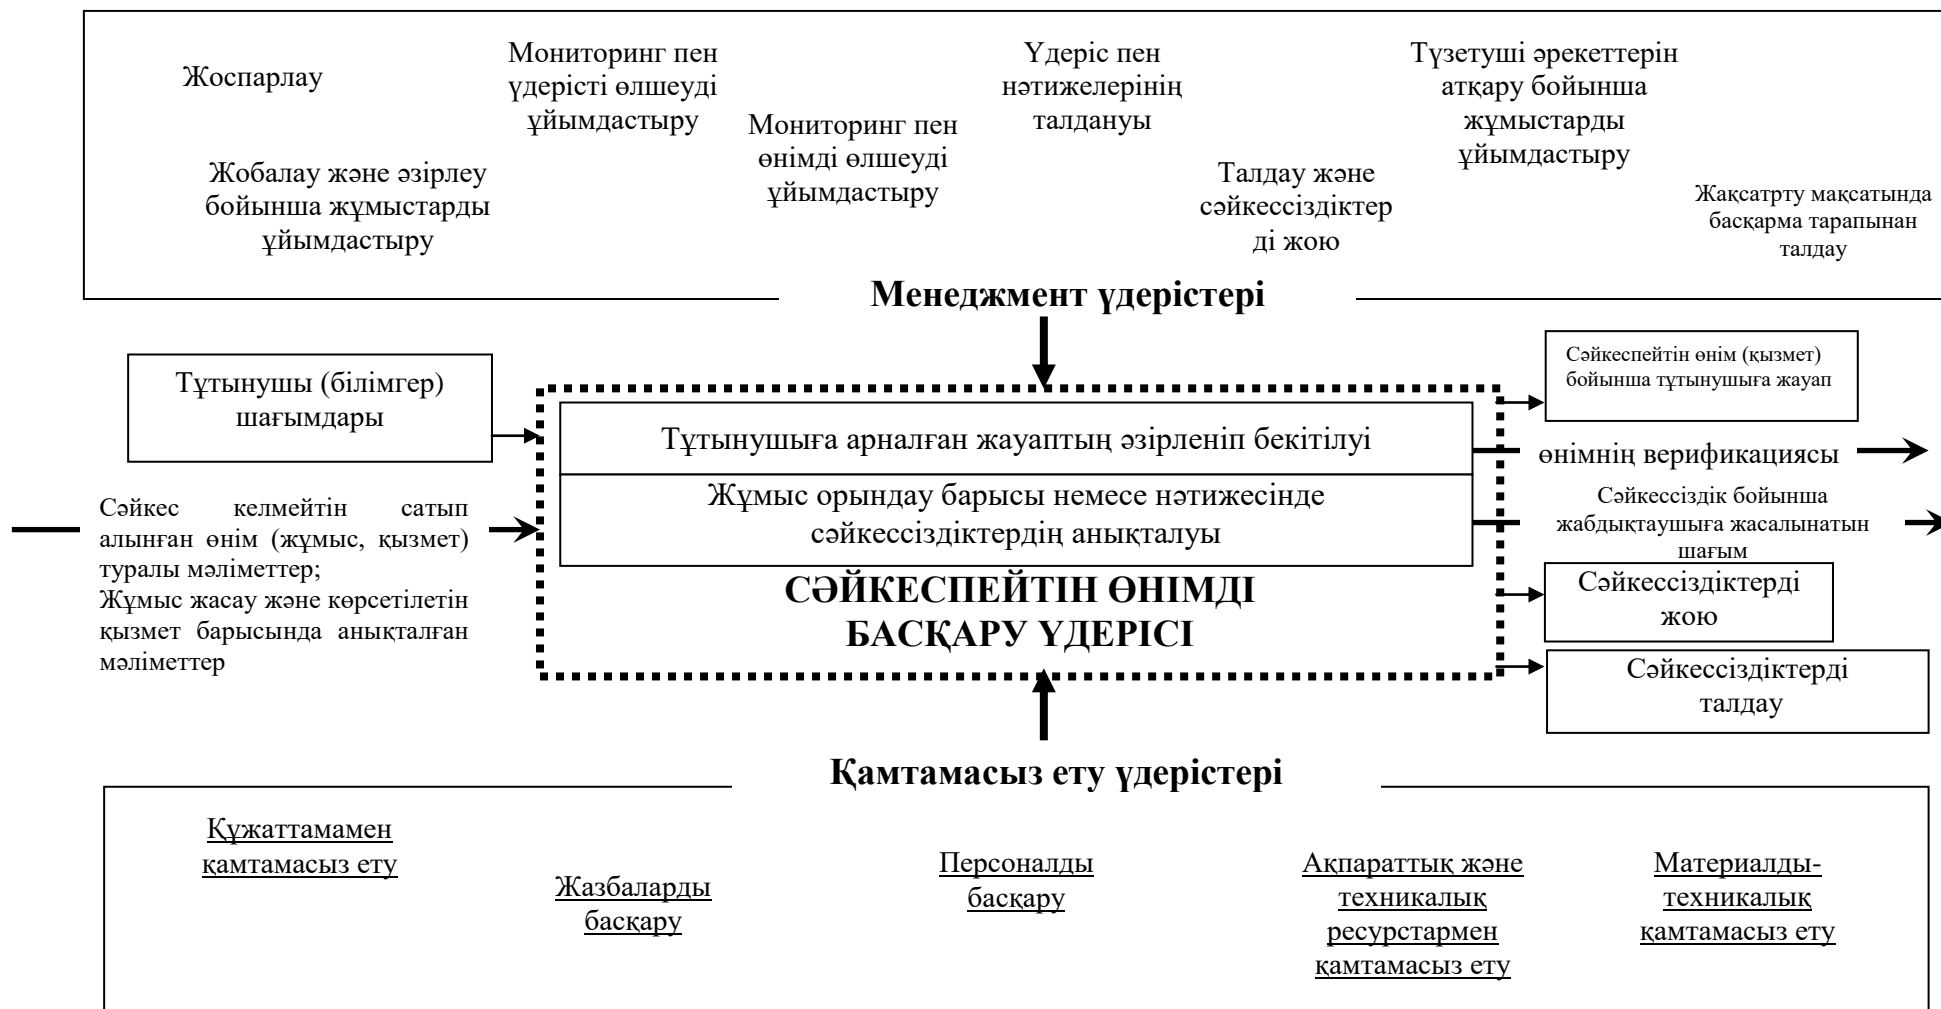 Жоспарлау
Мониторинг пен
үдерісті өлшеуді
ұйымдастыру
Үдеріс пен
нәтижелерінің
талдануы
Түзетуші әрекеттерін
атқару бойынша
жұмыстарды
ұйымдастыру
Жобалау және әзірлеу
бойынша жұмыстарды
ұйымдастыру
Мониторинг пен
өнімді өлшеуді
ұйымдастыру
Талдау және
сәйкессіздіктер
ді жою
Жақсатрту мақсатында
басқарма тарапынан
талдау
Менеджмент үдерістері
Тұтынушы (білімгер)
шағымдары
Сәйкес келмейтін сатып
алынған өнім (жұмыс, қызмет)
туралы мәліметтер;
Жұмыс жасау және көрсетілетін
қызмет барысында анықталған
мәліметтер
Тұтынушыға арналған жауаптың әзірленіп бекітілуі
Жұмыс орындау барысы немесе нәтижесінде
сәйкессіздіктердің анықталуы
СӘЙКЕСПЕЙТІН ӨНІМДІ
БАСҚАРУ ҮДЕРІСІ
Сәйкеспейтін өнім (қызмет)
бойынша тұтынушыға жауап
өнімнің верификациясы
Сәйкессіздік бойынша
жабдықтаушыға жасалынатын
шағым
Сәйкессіздіктерді
жою
Сәйкессіздіктерді
талдау
Қамтамасыз ету үдерістері
Құжаттамамен
қамтамасыз ету
Жазбаларды
басқару
Персоналды
басқару
Ақпараттық және
техникалық
ресурстармен
қамтамасыз ету
Материалды-
техникалық
қамтамасыз ету